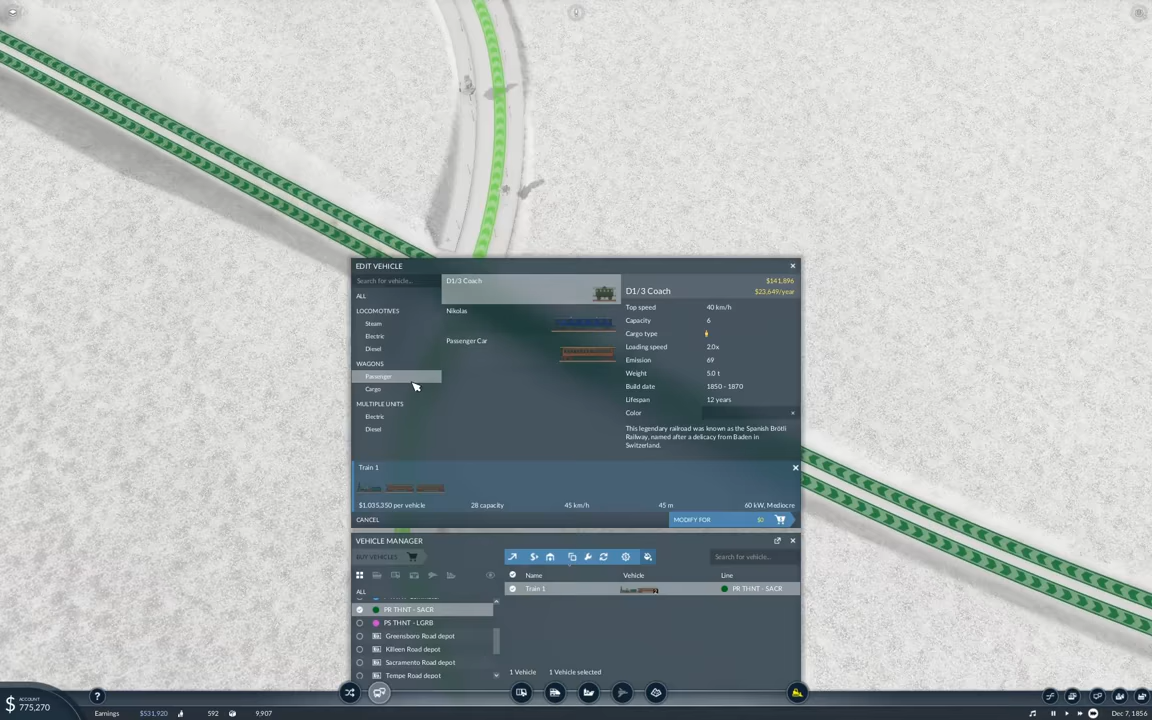 EDIT VEHICLE
Search for vehicle...
ALL
LOCOMOTIVES
Steam
Electric
Diesel
WAGONS
Passenger
Cargo
MULTIPLE UNITS
Electric
Diesel
D1/3 Coach
Nikolas
Passenger Car
$141,896
D1/3 Coach $23,649/year
Top speed 40 km/h
Capacity 6
Cargo type
Loading speed 2.0x
Emission 69
Weight 5.0 t
Build date 1850 - 1870
Lifespan 12 years
Color
This legendary railroad was known as the Spanish Brötli
Railway, named after a delicacy from Baden in
Switzerland.
Train 1
$1,035,350 per vehicle 28 capacity 45 km/h 45 m 60 kW, Mediocre
CANCEL MODIFY FOR $0
VEHICLE MANAGER
BUY VEHICLES
Search for vehicle...
ALL
PR THNT - SACR
PS THNT - LGRB
Greensboro Road depot
Killeen Road depot
Sacramento Road depot
Tempe Road depot
Name Vehicle Line
Train 1 PR THNT - SACR
1 Vehicle 1 Vehicle selected
$ ACCOUNT
775,270
?
Earnings $531,920 592 9,907
Dec 7, 1856